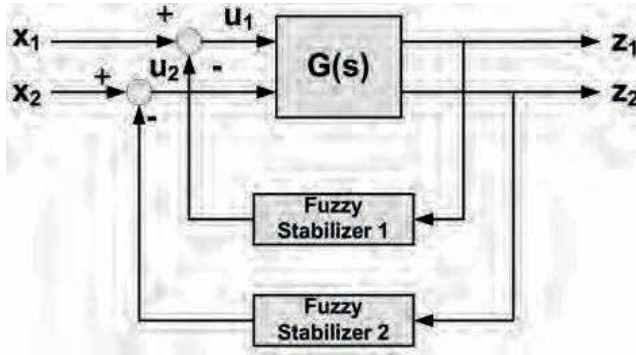 +
u₁
x₁
z₁
G(s)
-
+
u₂
x₂
z₂
-
Fuzzy
Stabilizer 1
Fuzzy
Stabilizer 2